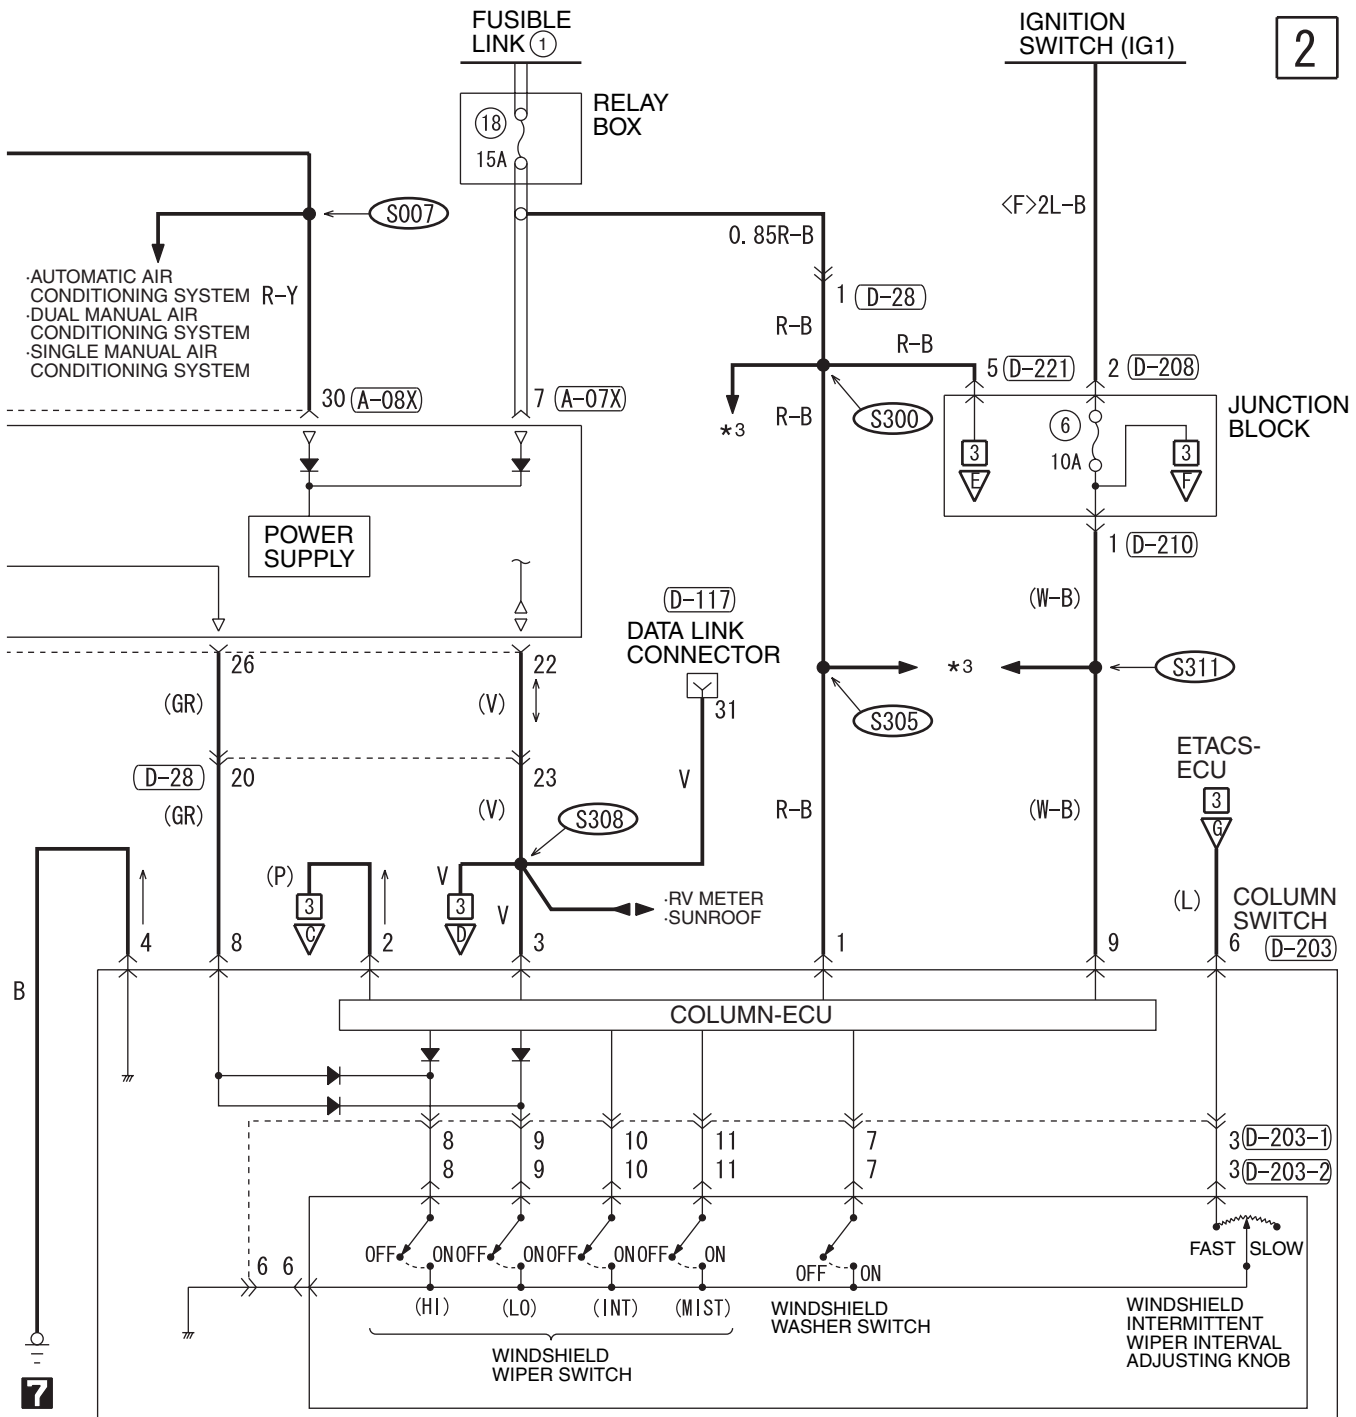 FUSIBLE
LINK ①
IGNITION
SWITCH (IG1)
2
RELAY
BOX
18
15A
S007
<F>2L-B
0.85R-B
·AUTOMATIC AIR
CONDITIONING SYSTEM
·DUAL MANUAL AIR
CONDITIONING SYSTEM
·SINGLE MANUAL AIR
CONDITIONING SYSTEM
R-Y
1 (D-28)
R-B
R-B
5 (D-221)
2 (D-208)
30 (A-08X)
7 (A-07X)
*3
R-B
S300
JUNCTION
BLOCK
6
10A
3
E
3
F
POWER
SUPPLY
1 (D-210)
(D-117)
DATA LINK
CONNECTOR
(W-B)
26
22
31
*3
S311
(GR)
(V)
S305
ETACS-
ECU
3
G
(D-28) 20
23
V
(GR)
(V)
S308
R-B
(W-B)
(P)
3
C
V
3
D
V
·RV METER
·SUNROOF
(L)
COLUMN
SWITCH
(D-203)
4
8
2
3
1
9
6
B
COLUMN-ECU
8
9
10
11
7
3 (D-203-1)
8
9
10
11
7
3 (D-203-2)
OFF ON
OFF ON
OFF ON
OFF ON
OFF ON
FAST SLOW
6 6
(HI)
(LO)
(INT)
(MIST)
WINDSHIELD
WIPER SWITCH
WINDSHIELD
WASHER SWITCH
WINDSHIELD
INTERMITTENT
WIPER INTERVAL
ADJUSTING KNOB
7